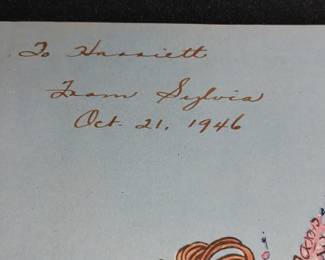 To Harriett
From Sylvia
Oct. 21, 1946